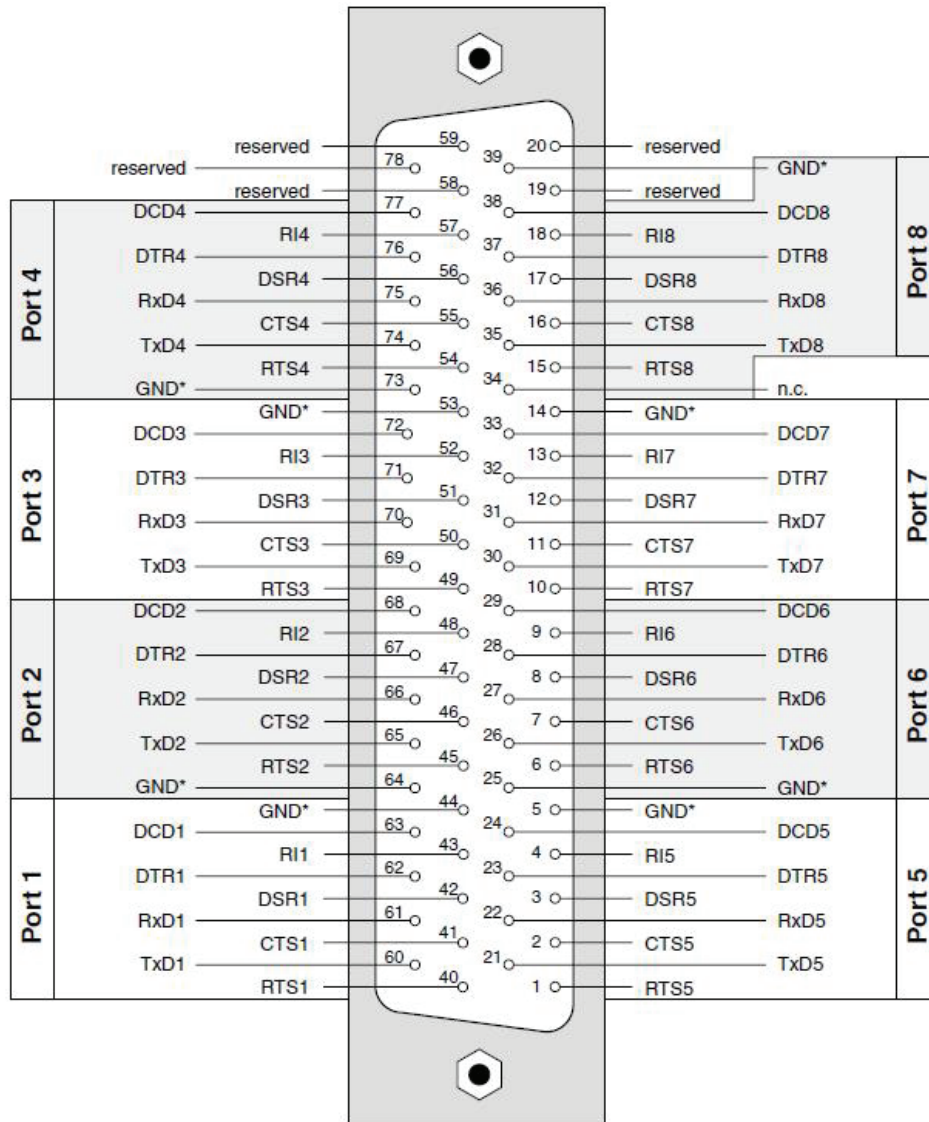 reserved 59 20 reserved
reserved 78 39 GND*
reserved 58 19 reserved
DCD4 77 38 DCD8
RI4 57 18 RI8
DTR4 76 37 DTR8
DSR4 56 17 DSR8
RxD4 75 36 RxD8
CTS4 55 16 CTS8
TxD4 74 35 TxD8
RTS4 54 15 RTS8
GND* 73 34 n.c.
Port 4
Port 8
GND* 53 14 GND*
DCD3 72 33 DCD7
RI3 52 13 RI7
DTR3 71 32 DTR7
DSR3 51 12 DSR7
RxD3 70 31 RxD7
CTS3 50 11 CTS7
TxD3 69 30 TxD7
RTS3 49 10 RTS7
Port 3
Port 7
DCD2 68 29 DCD6
RI2 48 9 RI6
DTR2 67 28 DTR6
DSR2 47 8 DSR6
RxD2 66 27 RxD6
CTS2 46 7 CTS6
TxD2 65 26 TxD6
RTS2 45 6 RTS6
GND* 64 25 GND*
Port 2
Port 6
GND* 44 5 GND*
DCD1 63 24 DCD5
RI1 43 4 RI5
DTR1 62 23 DTR5
DSR1 42 3 DSR5
RxD1 61 22 RxD5
CTS1 41 2 CTS5
TxD1 60 21 TxD5
RTS1 40 1 RTS5
Port 1
Port 5